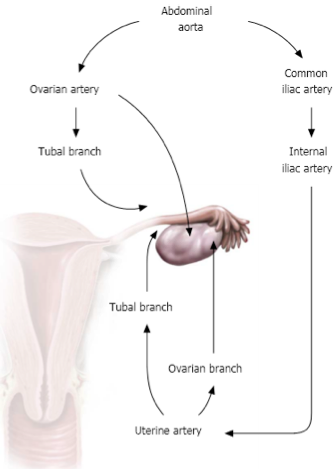 Abdominal
aorta
Ovarian artery
Common
iliac artery
Tubal branch
Internal
iliac artery
Tubal branch
Ovarian branch
Uterine artery